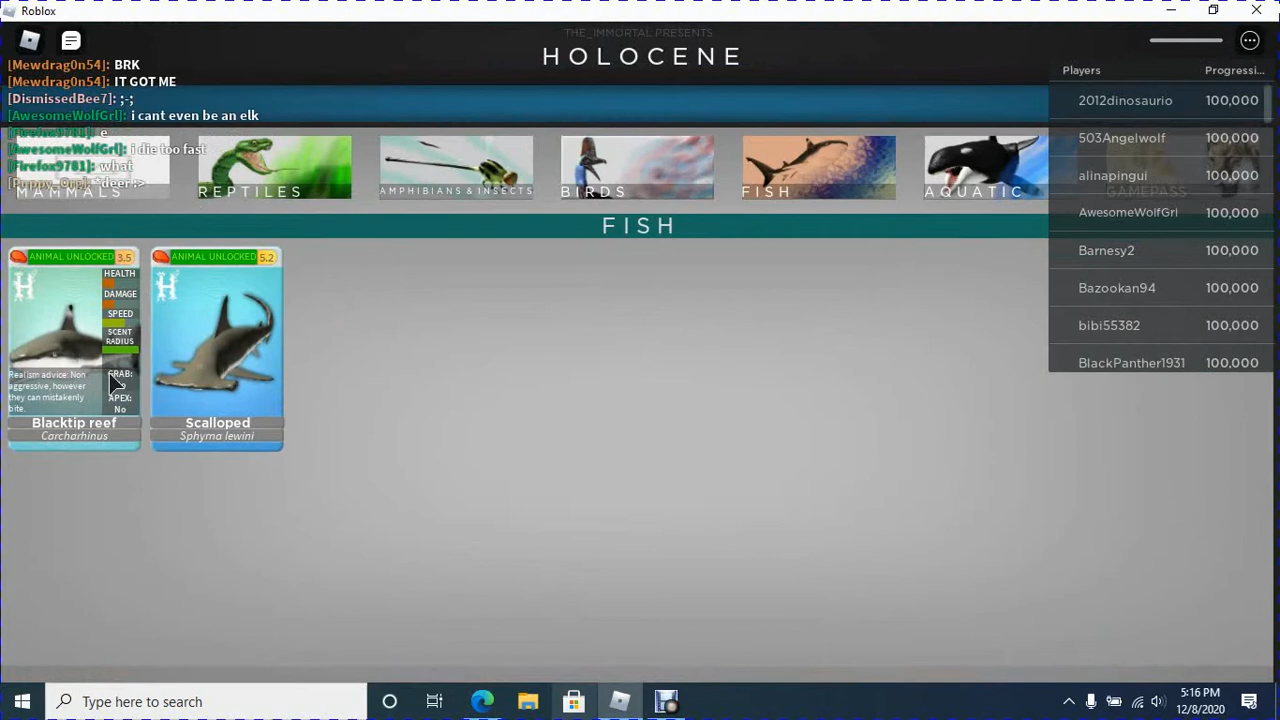 Roblox
THE_IMMORTAL PRESENTS
HOLOCENE
[Mewdrag0n54]: BRK
[Mewdrag0n54]: IT GOT ME
[DismissedBee7]: ;-;
[AwesomeWolfGrl]: i cant even be an elk
[Firefox9781]: e
[AwesomeWolfGrl]: i die too fast
[Firefox9781]: what
*deer :>
Players Progressi...
2012dinosaurio 100,000
503Angelwolf 100,000
alinapingui 100,000
AwesomeWolfGrl 100,000
Barnesy2 100,000
Bazookan94 100,000
bibi55382 100,000
BlackPanther1931 100,000
MAMMALS REPTILES AMPHIBIANS & INSECTS BIRDS FISH AQUATIC GAMEPASS
FISH
ANIMAL UNLOCKED 3.5
HEALTH
DAMAGE
SPEED
SCENT
RADIUS
GRAB:
APEX:
No
Realism advice: Non
aggressive, however
they can mistakenly
bite.
Blacktip reef
Carcharhinus
ANIMAL UNLOCKED 5.2
Scalloped
Sphyrna lewini
Type here to search
5:16 PM
12/8/2020